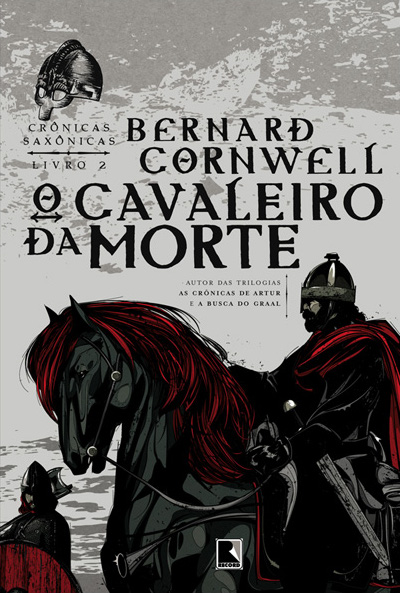 CRÔNICAS
SAXÔNICAS
LIVRO 2
BERNARD
CORNWELL
O CAVALEIRO
DA MORTE
AUTOR DAS TRILOGIAS
AS CRÔNICAS DE ARTUR
E A BUSCA DO GRAAL
RECORD